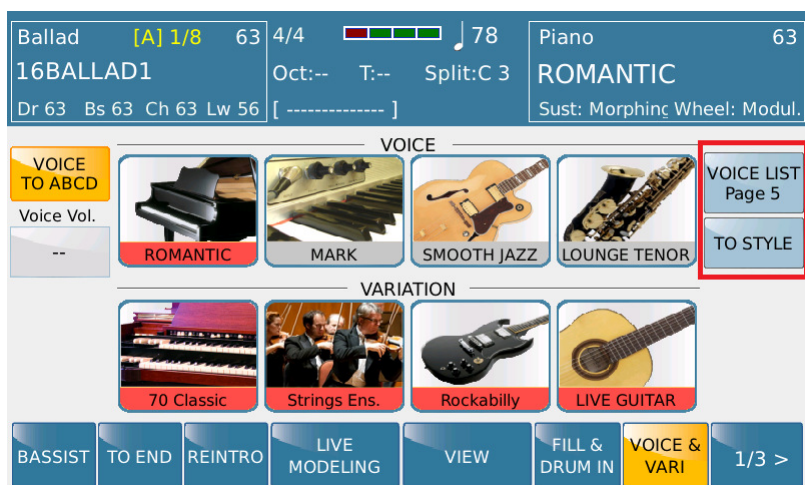 Ballad [A] 1/8 63
16BALLAD1
Dr 63 Bs 63 Ch 63 Lw 56
4/4 78
Oct:-- T:-- Split:C 3
[ -------------- ]
Piano 63
ROMANTIC
Sust: Morphing Wheel: Modul.
VOICE
VOICE
TO ABCD
Voice Vol.
--
ROMANTIC
MARK
SMOOTH JAZZ
LOUNGE TENOR
VOICE LIST
Page 5
TO STYLE
VARIATION
70 Classic
Strings Ens.
Rockabilly
LIVE GUITAR
BASSIST
TO END
REINTRO
LIVE
MODELING
VIEW
FILL &
DRUM IN
VOICE &
VARI
1/3 >